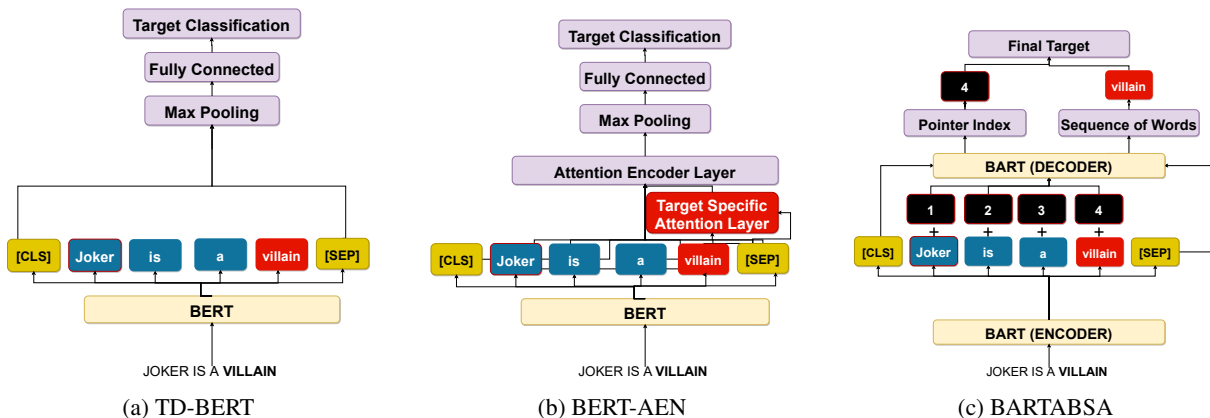 Target Classification
Fully Connected
Max Pooling
[CLS] Joker is a villain [SEP]
BERT
JOKER IS A VILLAIN
(a) TD-BERT
Target Classification
Fully Connected
Max Pooling
Attention Encoder Layer
Target Specific
Attention Layer
[CLS] Joker is a villain [SEP]
BERT
JOKER IS A VILLAIN
(b) BERT-AEN
Final Target
4 villain
Pointer Index Sequence of Words
BART (DECODER)
1 2 3 4
+ + + +
[CLS] Joker is a villain [SEP]
BART (ENCODER)
JOKER IS A VILLAIN
(c) BARTABSA